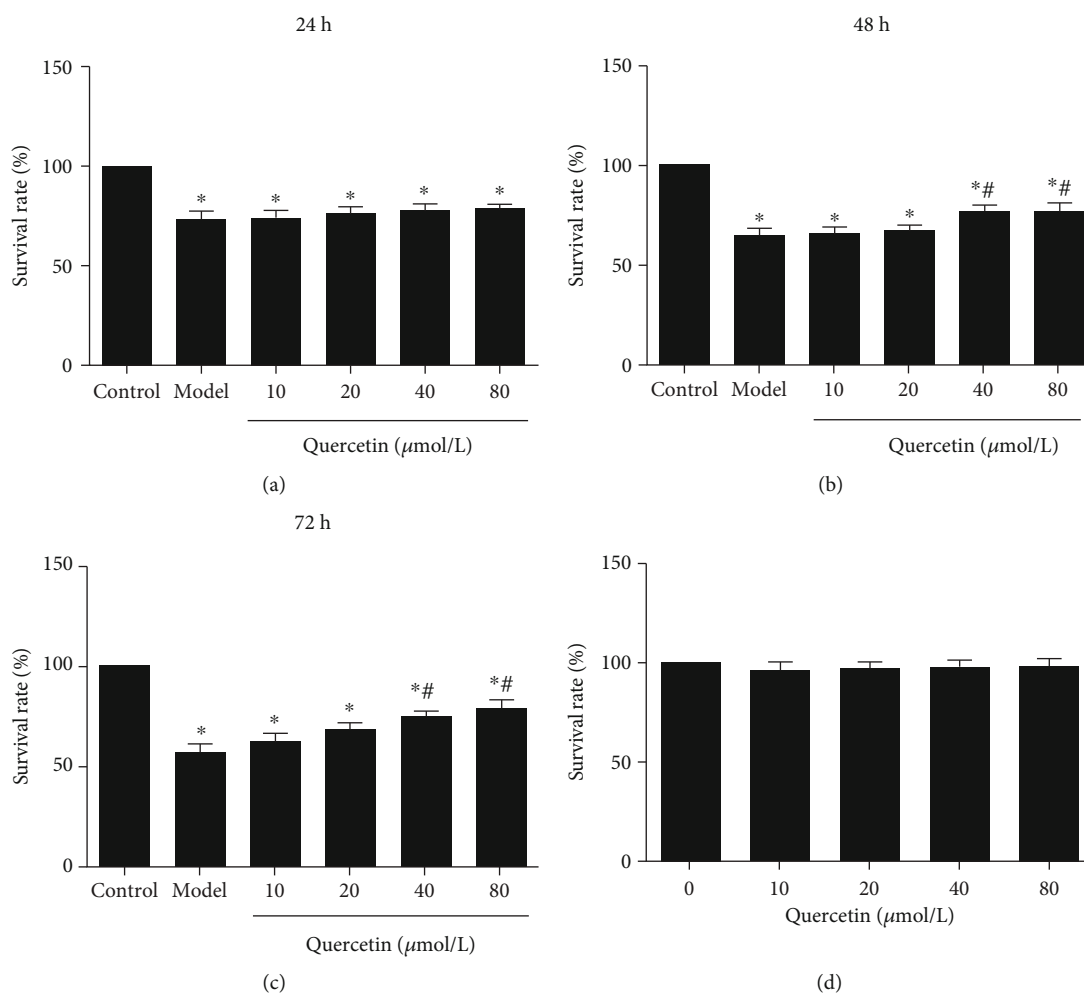 24 h
150
100
50
0
Survival rate (%)
* * * * *
Control Model 10 20 40 80
Quercetin (μmol/L)
(a)
48 h
150
100
50
0
Survival rate (%)
* * * *# *#
Control Model 10 20 40 80
Quercetin (μmol/L)
(b)
72 h
150
100
50
0
Survival rate (%)
* * * *# *#
Control Model 10 20 40 80
Quercetin (μmol/L)
(c)
150
100
50
0
Survival rate (%)
0 10 20 40 80
Quercetin (μmol/L)
(d)